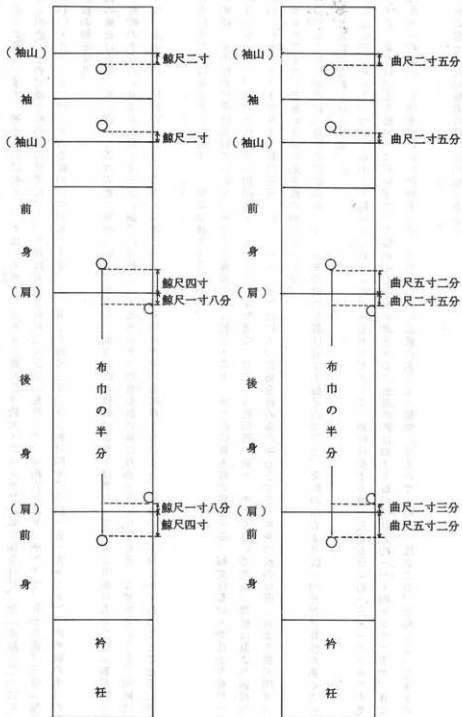 （袖山）
鯨尺二寸
袖
（袖山）
鯨尺二寸
前
身
鯨尺四寸
（肩）
鯨尺一寸八分
布巾の半分
後
身
鯨尺一寸八分
（肩）
鯨尺四寸
前
身
衿
衽
（袖山）
曲尺二寸五分
袖
（袖山）
曲尺二寸五分
前
身
曲尺五寸二分
（肩）
曲尺二寸五分
布巾の半分
後
身
曲尺二寸三分
（肩）
曲尺五寸二分
前
身
衿
衽